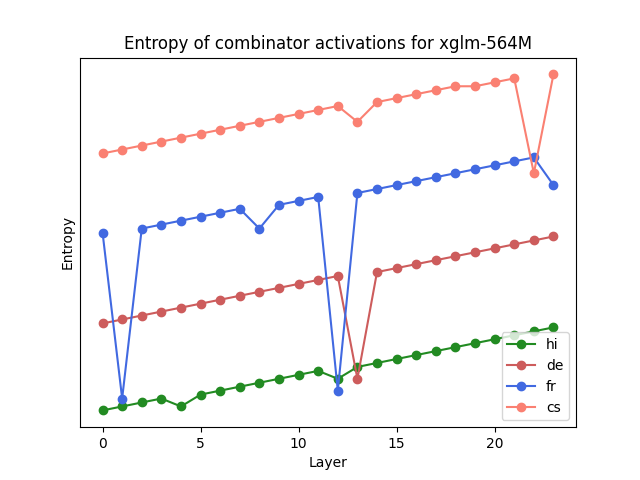 Entropy of combinator activations for xglm-564M
Entropy
hi
de
fr
cs
0 5 10 15 20
Layer